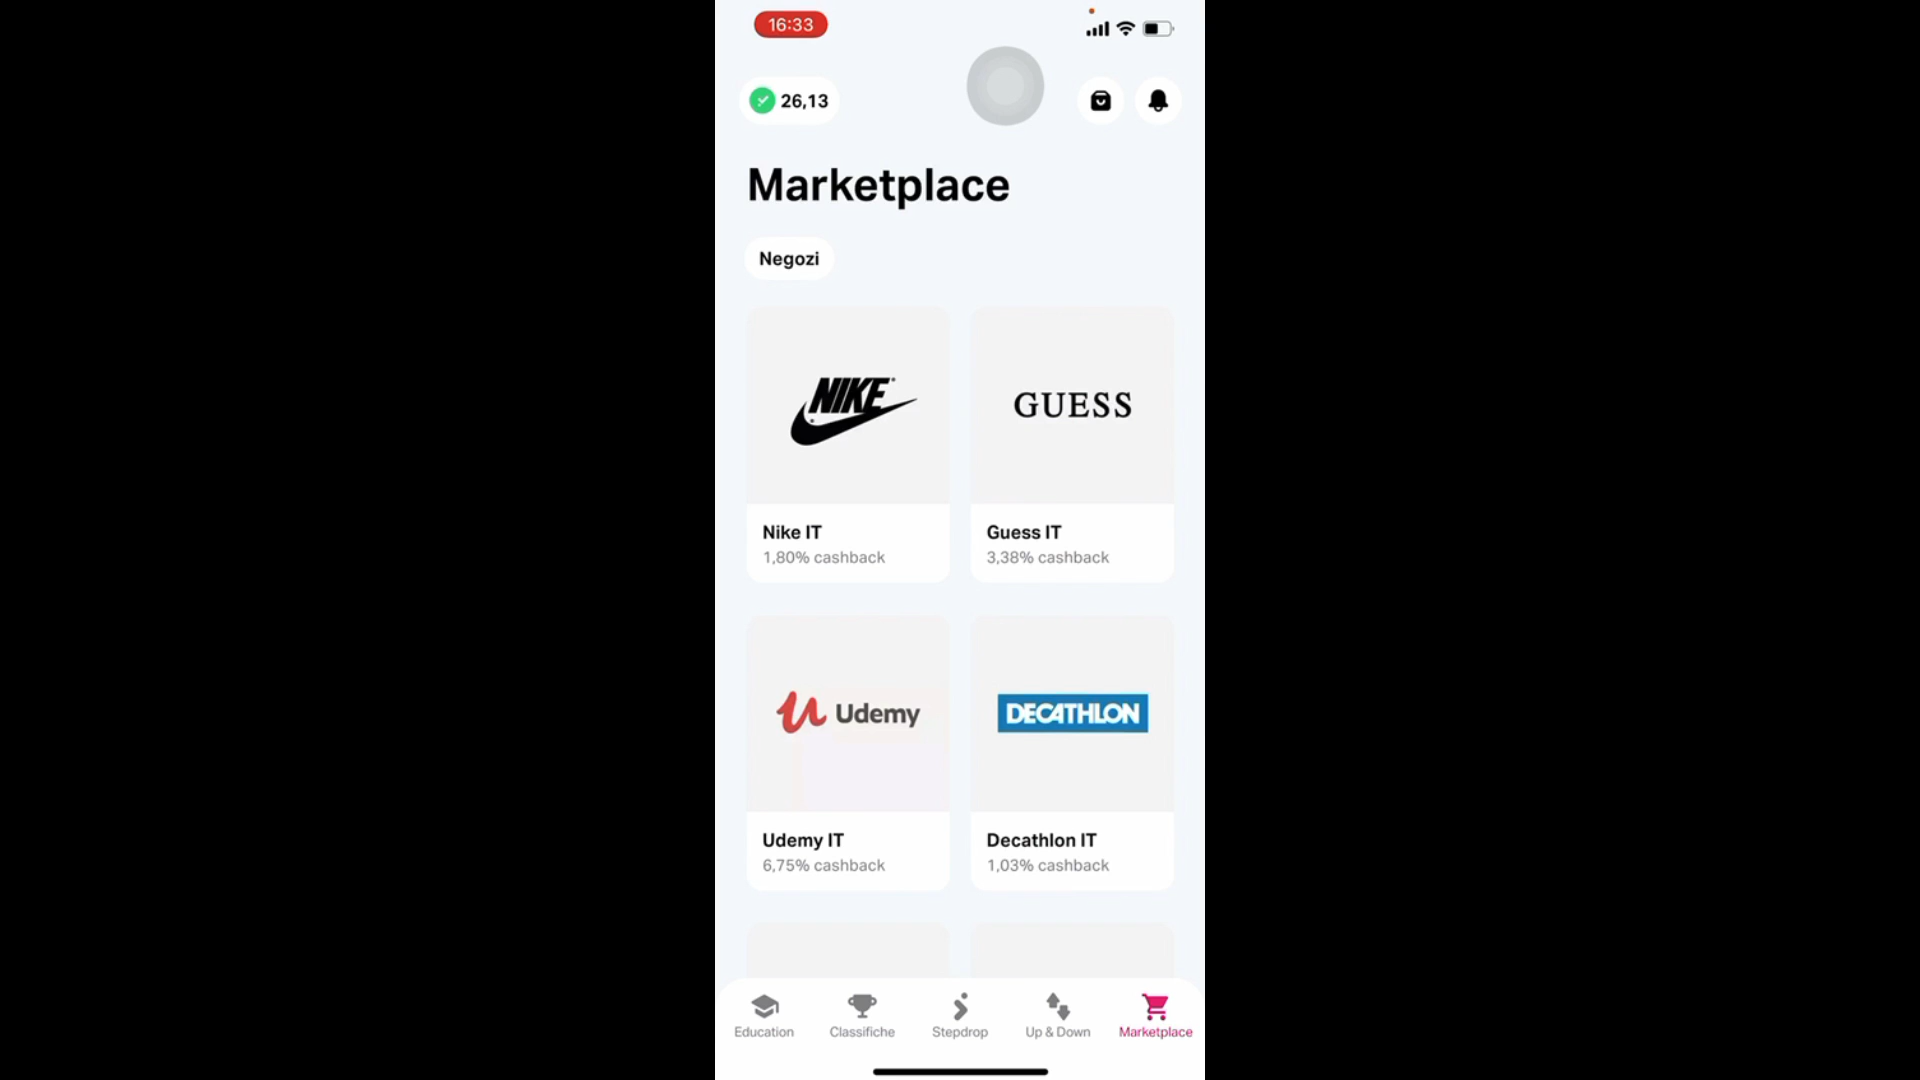 16:33
26,13
Marketplace
Negozi
NIKE
GUESS
Nike IT
1,80% cashback
Guess IT
3,38% cashback
Udemy
DECATHLON
Udemy IT
6,75% cashback
Decathlon IT
1,03% cashback
Education
Classifiche
Stepdrop
Up & Down
Marketplace